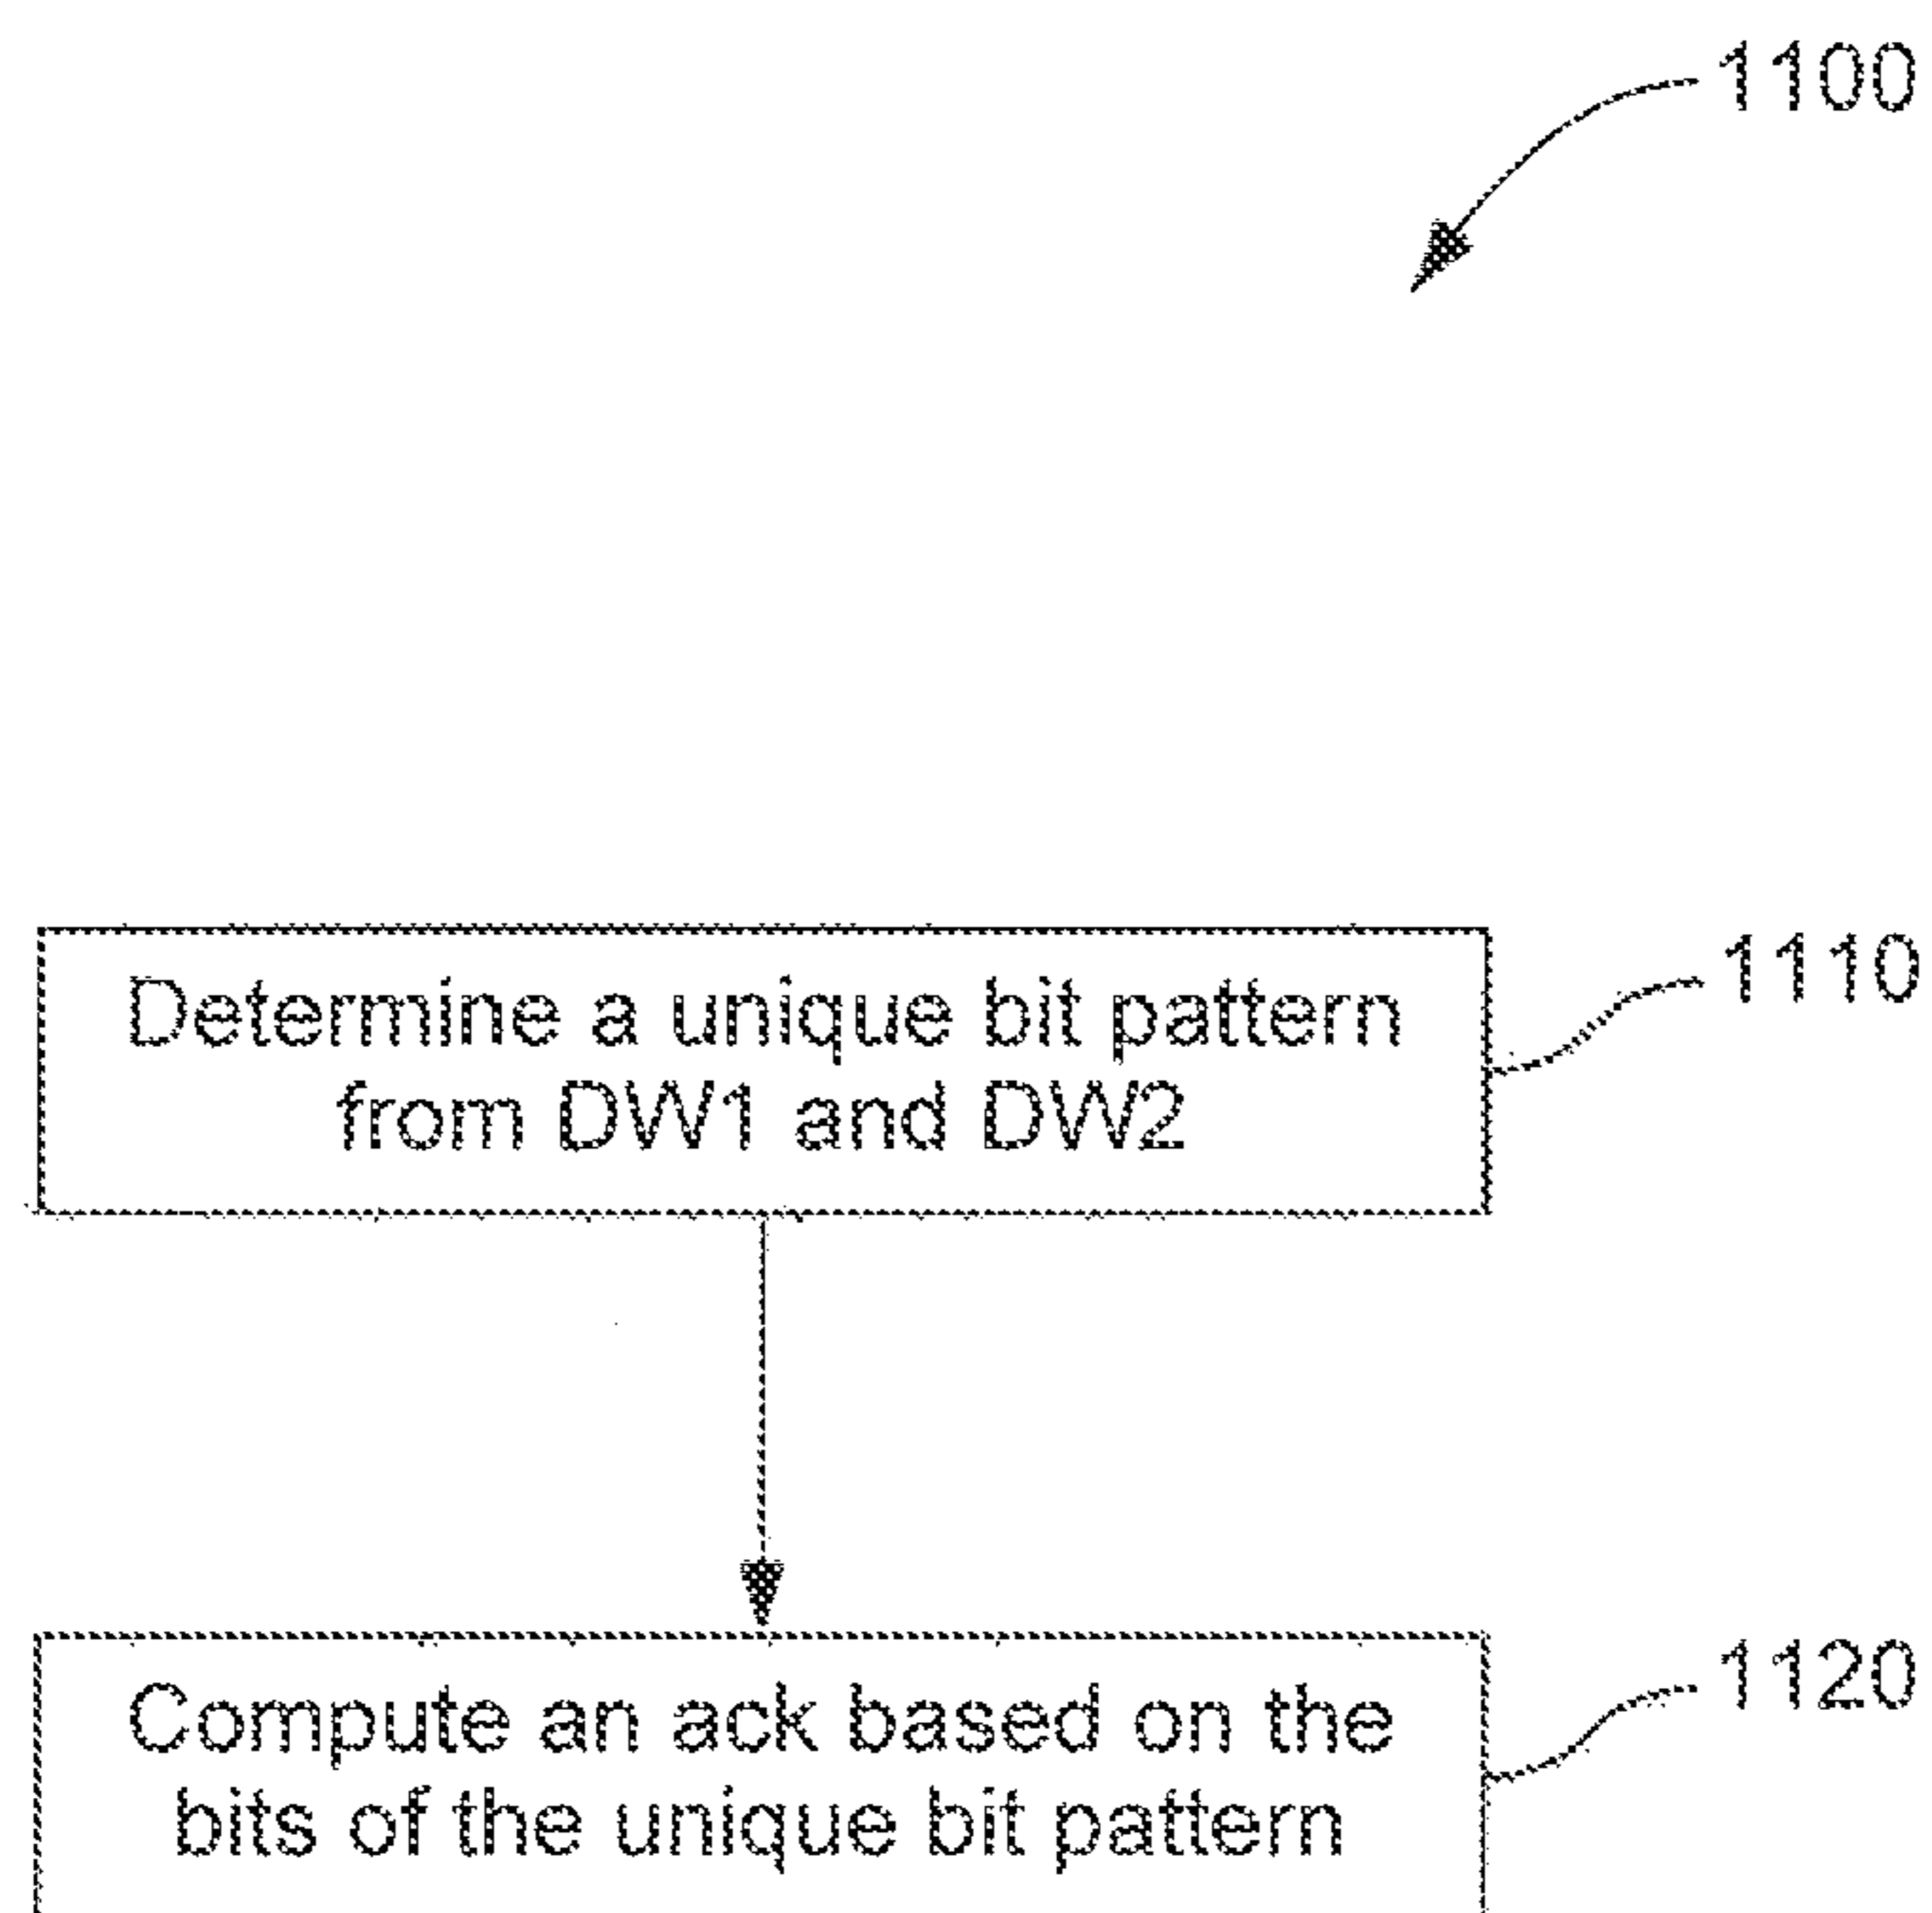 1100
Determine a unique bit pattern
from DW1 and DW2
1110
Compute an ack based on the
bits of the unique bit pattern
1120